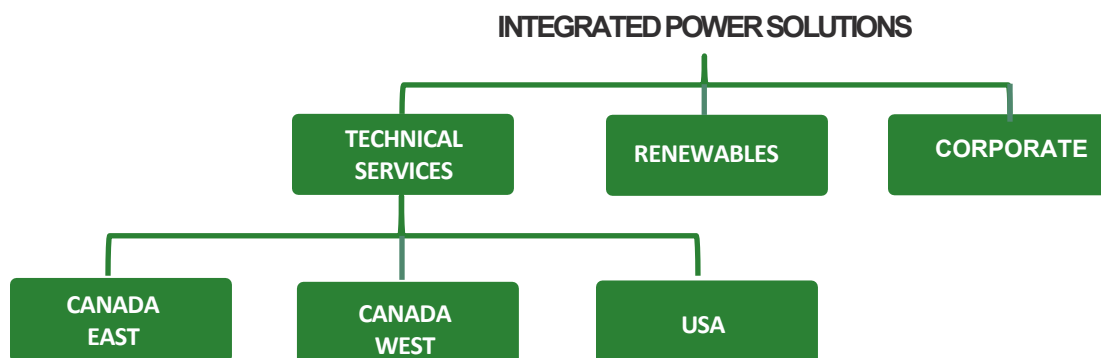 INTEGRATED POWER SOLUTIONS
TECHNICAL
SERVICES
RENEWABLES
CORPORATE
CANADA
EAST
CANADA
WEST
USA